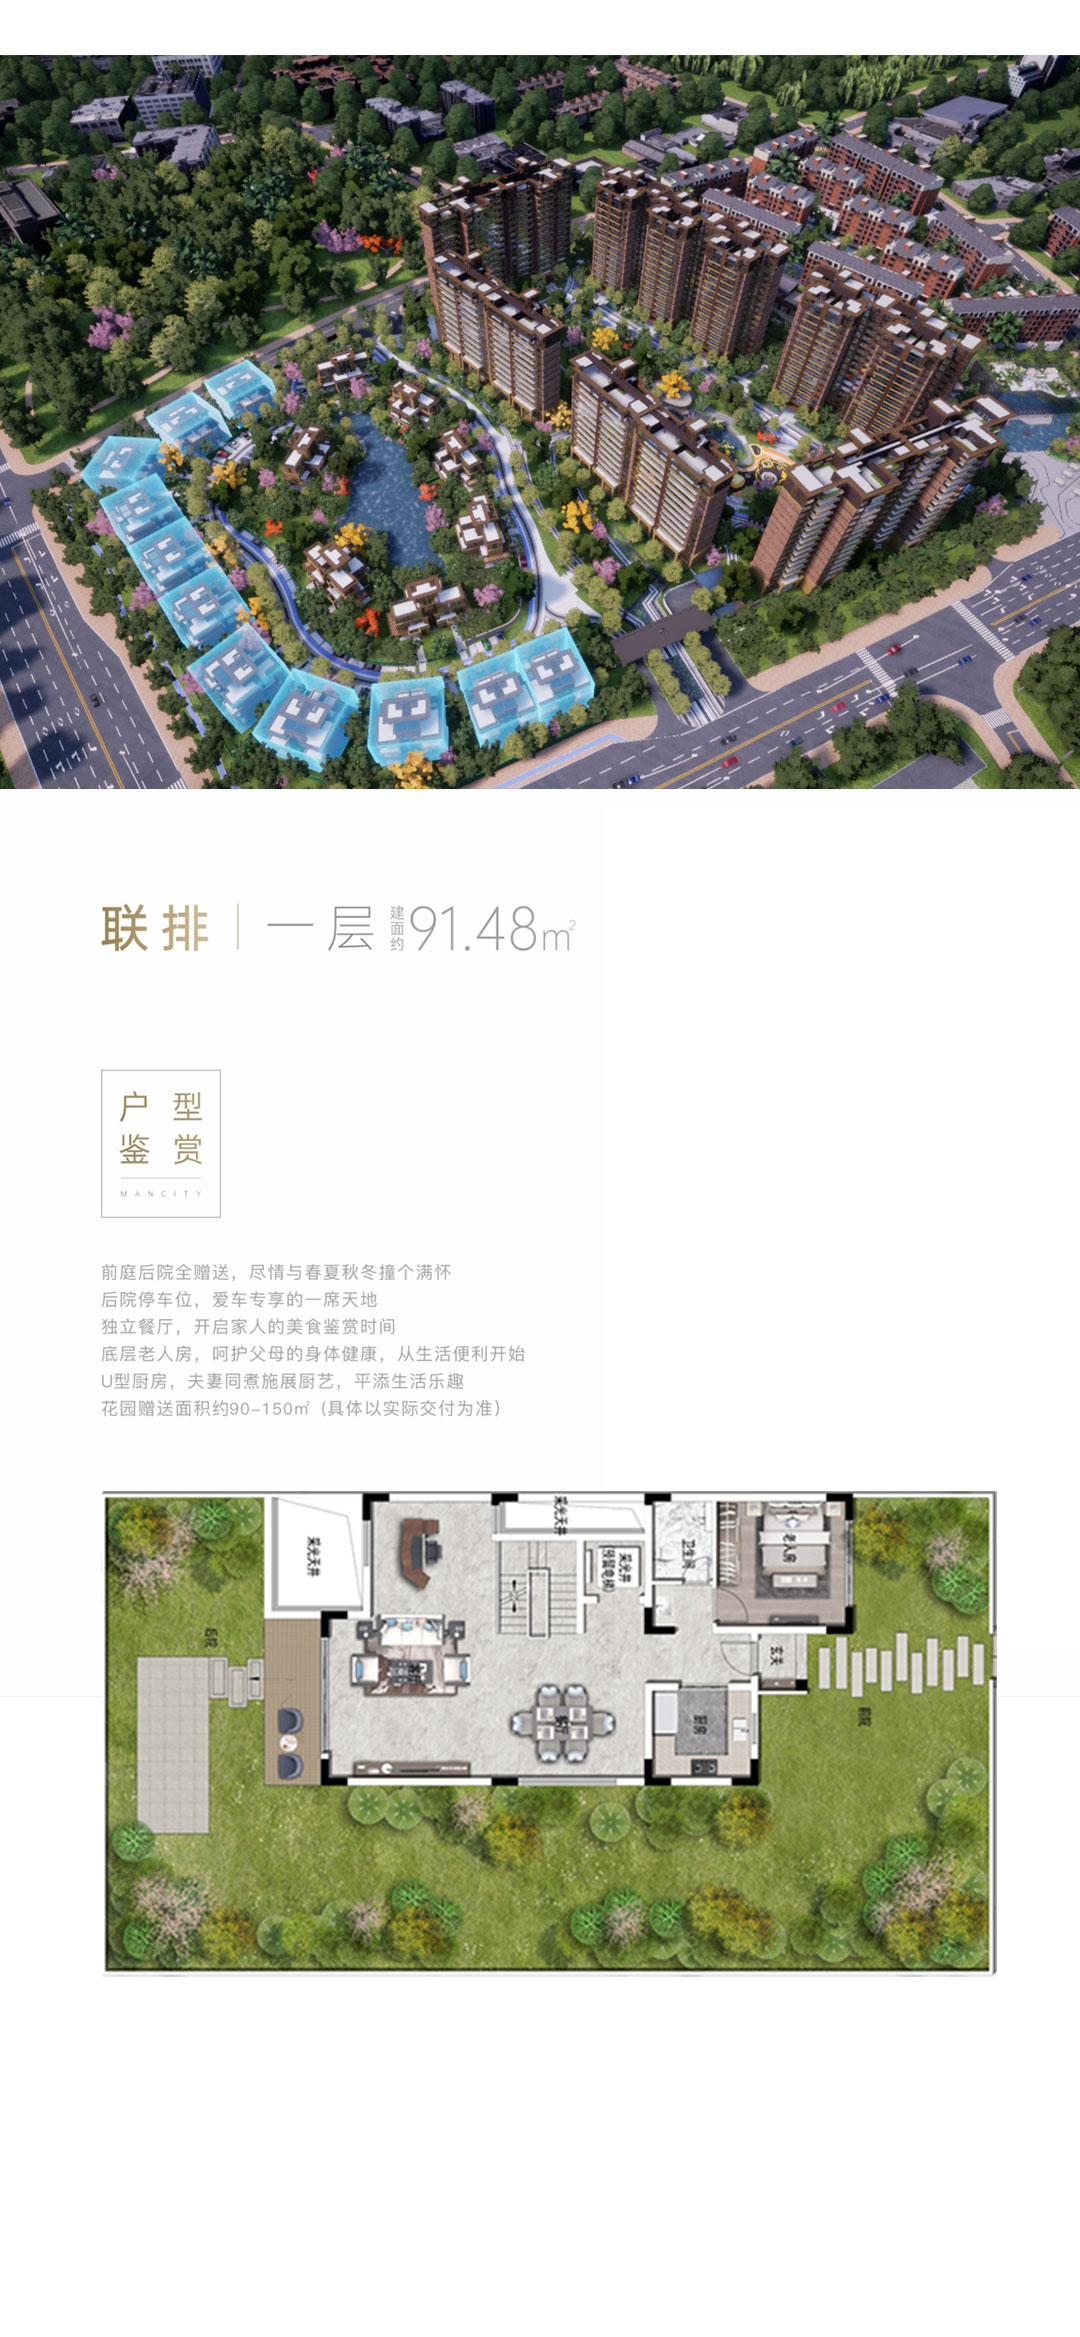 联排 一层 建面约91.48m²
户型
鉴赏
MANCITY
前庭后院全赠送，尽情与春夏秋冬撞个满怀
后院停车位，爱车专享的一席天地
独立餐厅，开启家人的美食鉴赏时间
底层老人房，呵护父母的身体健康，从生活便利开始
U型厨房，夫妻同煮施展厨艺，平添生活乐趣
花园赠送面积约90-150㎡（具体以实际交付为准）
采光天井
采光天井
采光井
(预留电梯)
卫生间
老人房
后院
客厅
餐厅
厨房
玄关
前院